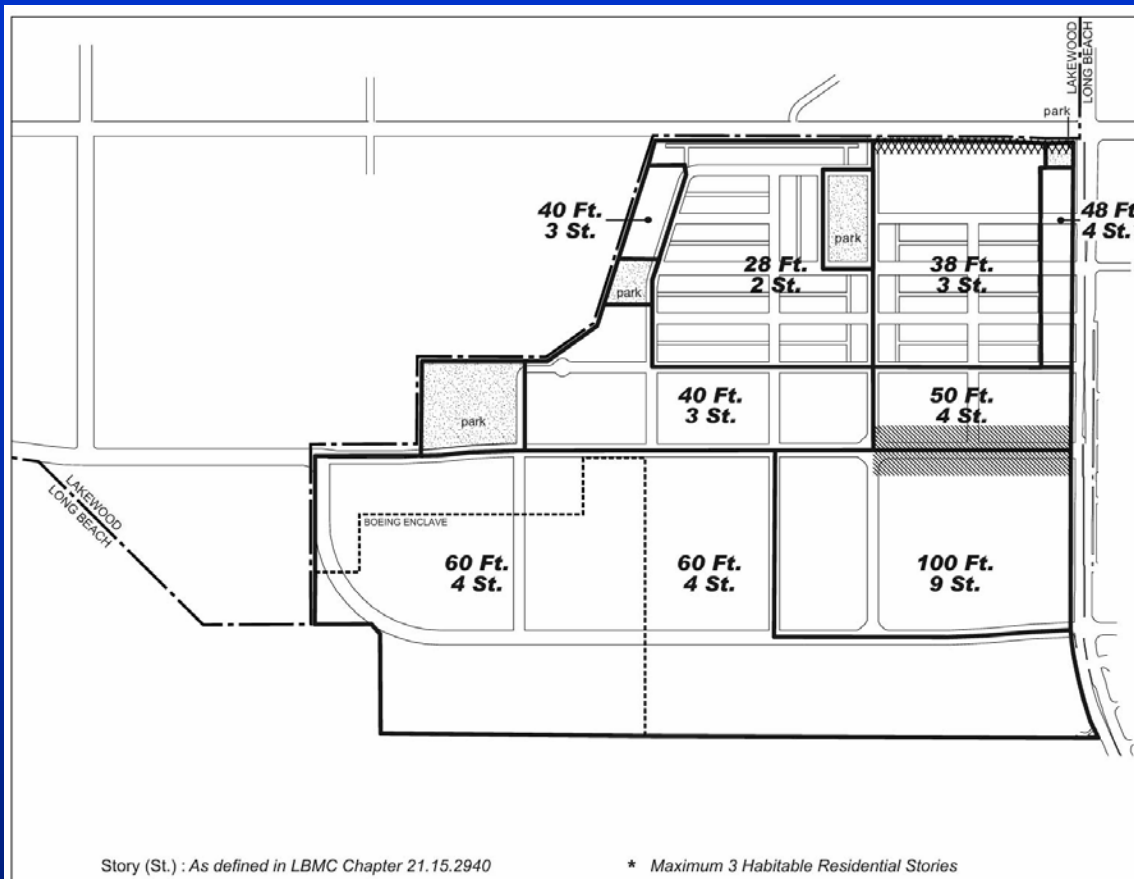 LAKEWOOD
LONG BEACH
park
40 Ft.
3 St.
48 Ft
4 St.
park
28 Ft.
2 St.
38 Ft.
3 St.
park
40 Ft.
3 St.
50 Ft.
4 St.
park
LAKEWOOD
LONG BEACH
BOEING ENCLAVE
60 Ft.
4 St.
60 Ft.
4 St.
100 Ft.
9 St.
Story (St.) : As defined in LBMC Chapter 21.15.2940
* Maximum 3 Habitable Residential Stories